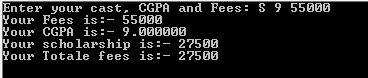 Enter your cast, CGPA and Fees: S 9 55000
Your Fees is:- 55000
Your CGPA is:- 9.000000
Your scholarship is:- 27500
Your Totale fees is:- 27500